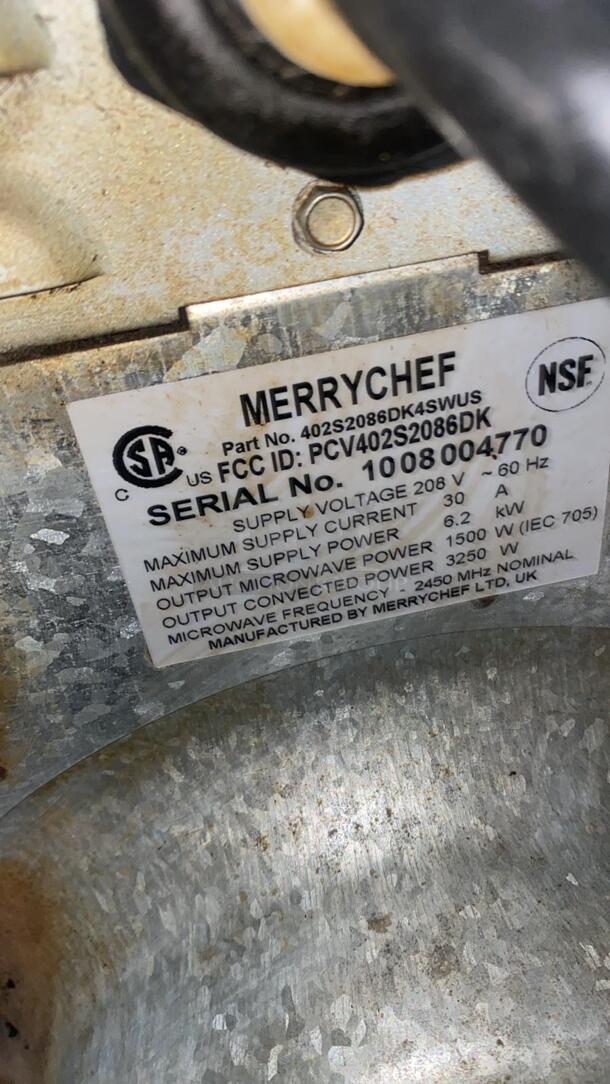 MERRYCHEF
NSF
Part No. 402S2086DK4SWUS
C SA ® US FCC ID: PCV402S2086DK
SERIAL No. 1008004770
SUPPLY VOLTAGE 208 V ~ 60 Hz
MAXIMUM SUPPLY CURRENT 30 A
MAXIMUM SUPPLY POWER 6.2 kW
OUTPUT MICROWAVE POWER 1500 W (IEC 705)
OUTPUT CONVECTED POWER 3250 W
MICROWAVE FREQUENCY - 2450 MHz NOMINAL
MANUFACTURED BY MERRYCHEF LTD, UK